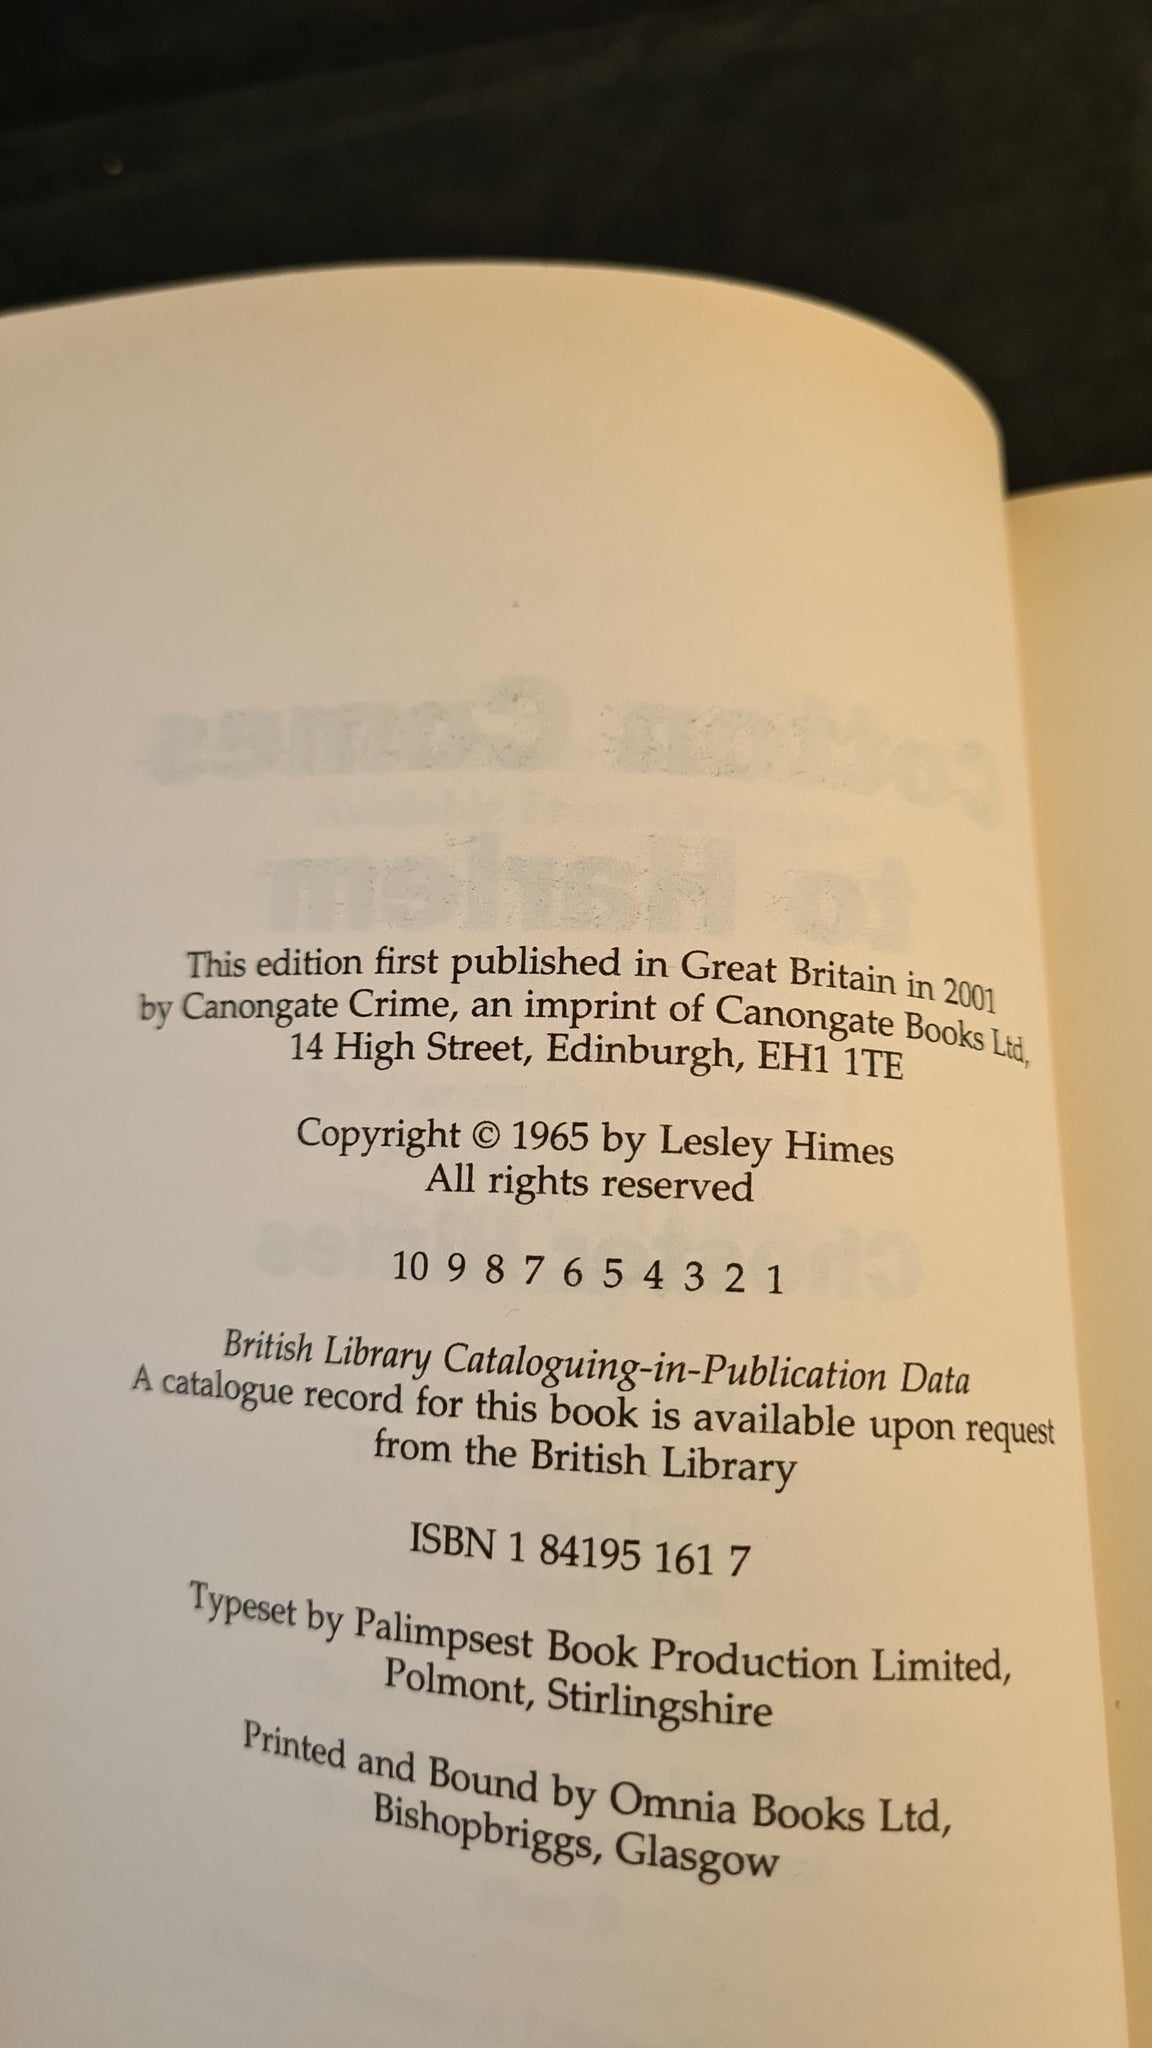 This edition first published in Great Britain in 2001
by Canongate Crime, an imprint of Canongate Books Ltd,
14 High Street, Edinburgh, EH1 1TE
Copyright © 1965 by Lesley Himes
All rights reserved
10 9 8 7 6 5 4 3 2 1
British Library Cataloguing-in-Publication Data
A catalogue record for this book is available upon request
from the British Library
ISBN 1 84195 161 7
Typeset by Palimpsest Book Production Limited,
Polmont, Stirlingshire
Printed and Bound by Omnia Books Ltd,
Bishopbriggs, Glasgow